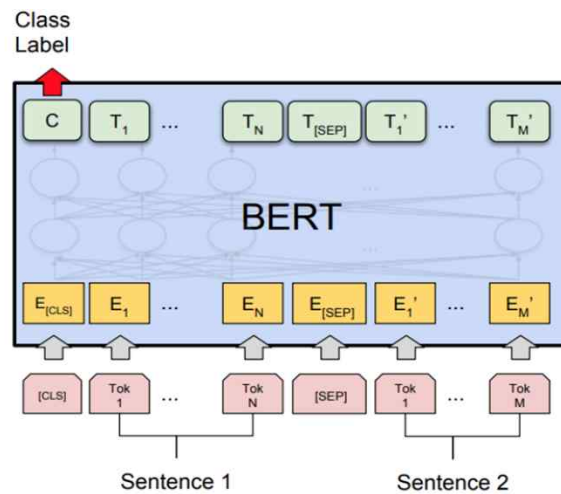 Class
Label
C T1 ... TN T[SEP] T1' ... TM'
...
BERT
...
E[CLS] E1 ... EN E[SEP] E1' ... EM'
[CLS] Tok 1 ... Tok N [SEP] Tok 1 ... Tok M
Sentence 1 Sentence 2